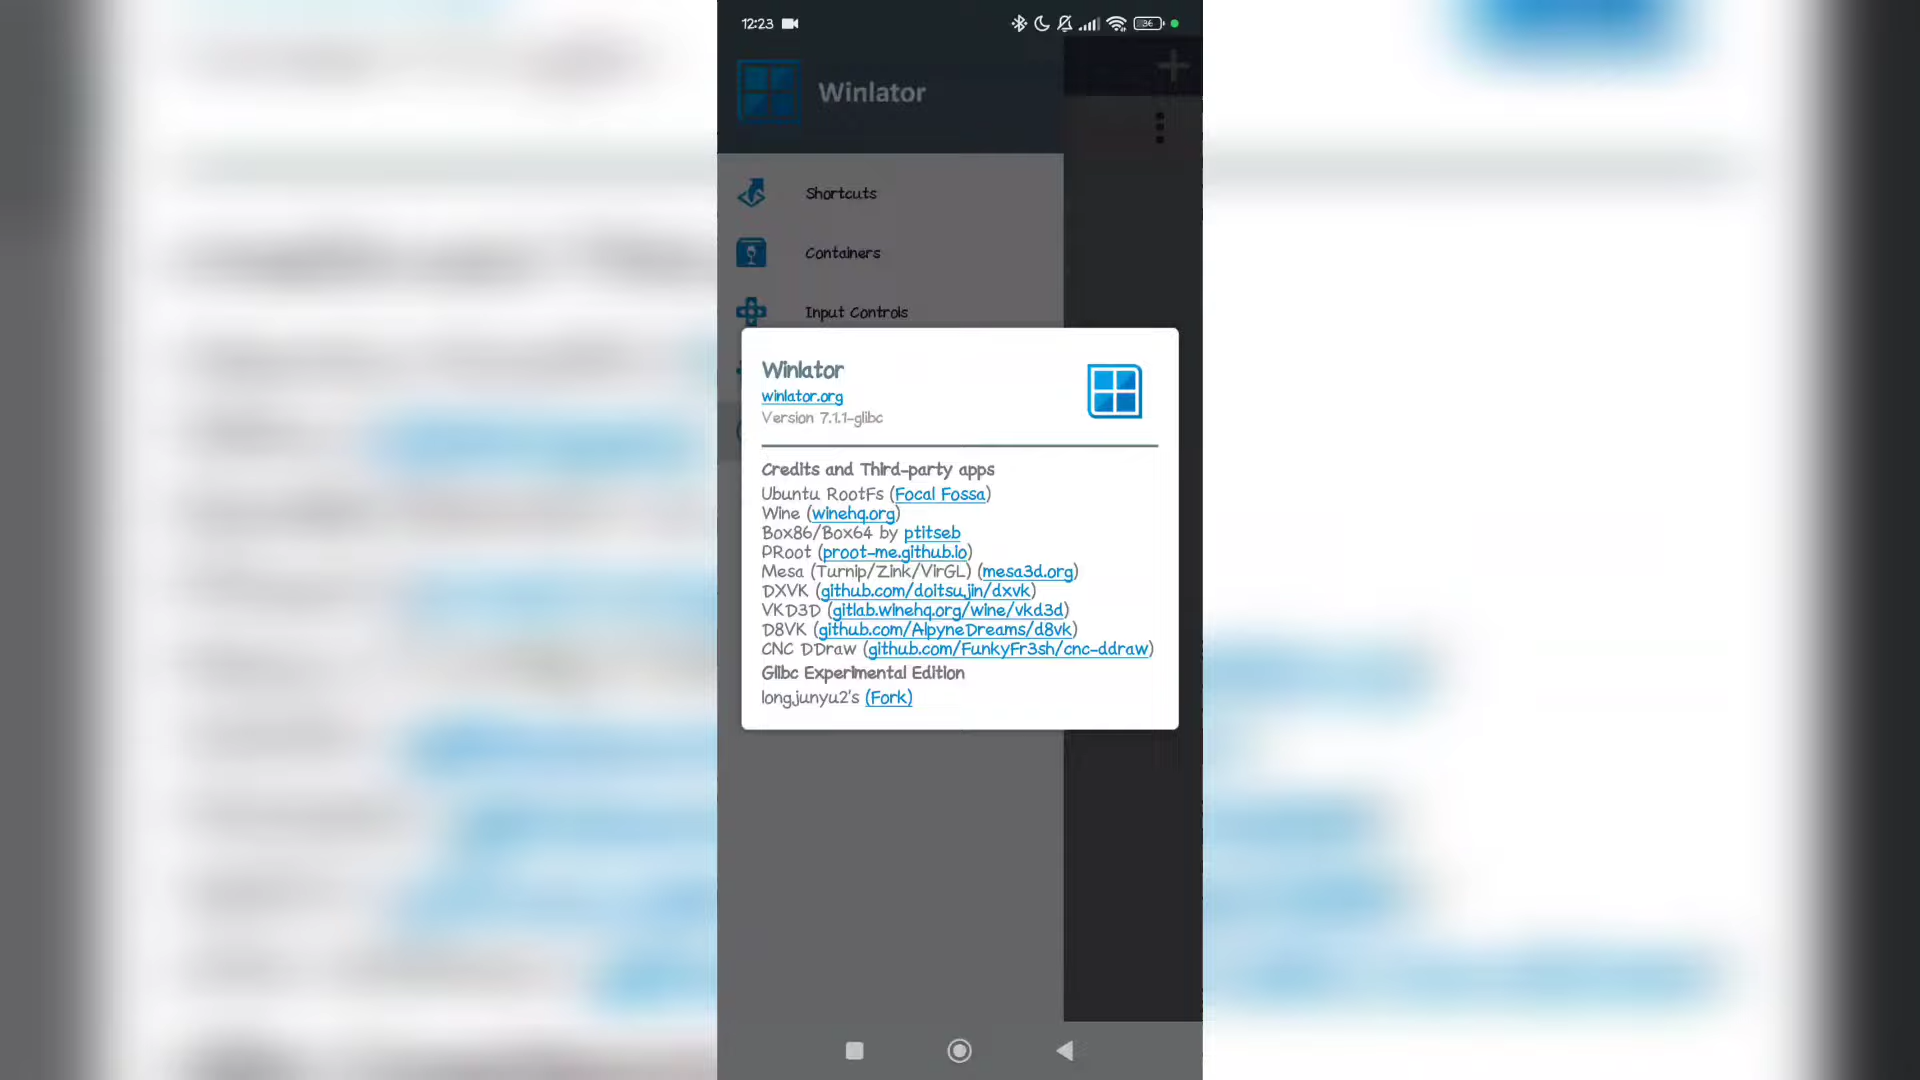 12:23
36
Winlator
Shortcuts
Containers
Input Controls
Winlator
winlator.org
Version 7.1.1-glibc
Credits and Third-party apps
Ubuntu RootFs (Focal Fossa)
Wine (winehq.org)
Box86/Box64 by ptitseb
PRoot (proot-me.github.io)
Mesa (Turnip/Zink/VirGL) (mesa3d.org)
DXVK (github.com/doitsujin/dxvk)
VKD3D (gitlab.winehq.org/wine/vkd3d)
D8VK (github.com/AlpyneDreams/d8vk)
CNC DDraw (github.com/FunkyFr3sh/cnc-ddraw)
Glibc Experimental Edition
longjunyu2's (Fork)